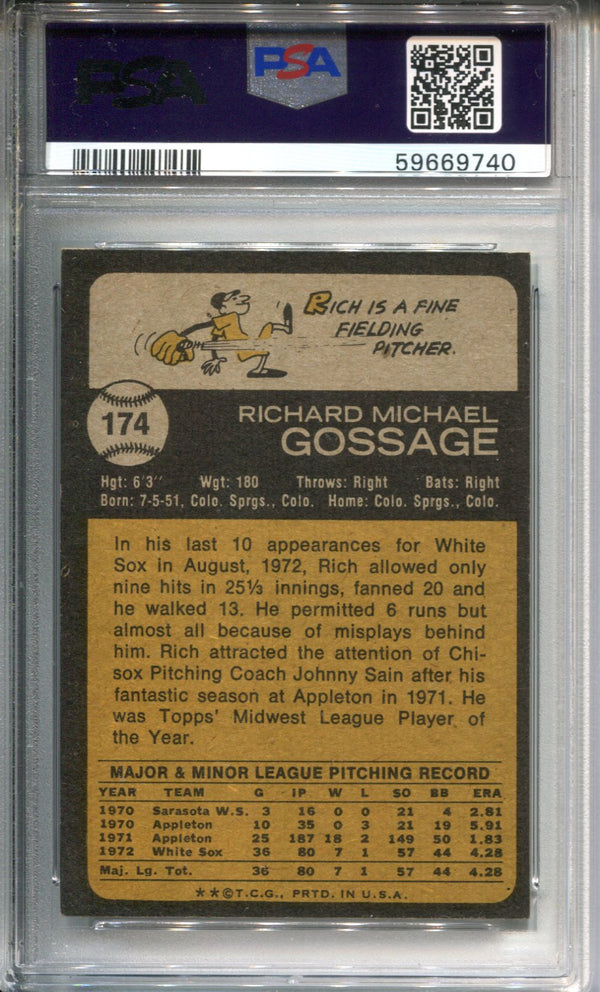 PSA PSA
59669740
RICH IS A FINE
FIELDING
PITCHER.
174
RICHARD MICHAEL
GOSSAGE
Hgt: 6'3" Wgt: 180 Throws: Right Bats: Right
Born: 7-5-51, Colo. Sprgs., Colo. Home: Colo. Sprgs., Colo.
In his last 10 appearances for White
Sox in August, 1972, Rich allowed only
nine hits in 25⅓ innings, fanned 20 and
he walked 13. He permitted 6 runs but
almost all because of misplays behind
him. Rich attracted the attention of Chi-
sox Pitching Coach Johnny Sain after his
fantastic season at Appleton in 1971. He
was Topps' Midwest League Player of
the Year.
MAJOR & MINOR LEAGUE PITCHING RECORD
YEAR TEAM G IP W L SO BB ERA
1970 Sarasota W.S. 3 16 0 0 21 4 2.81
1970 Appleton 10 35 0 3 21 19 5.91
1971 Appleton 25 187 18 2 149 50 1.83
1972 White Sox 36 80 7 1 57 44 4.28
Maj. Lg. Tot. 36 80 7 1 57 44 4.28
**©T.C.G., PRTD. IN U.S.A.